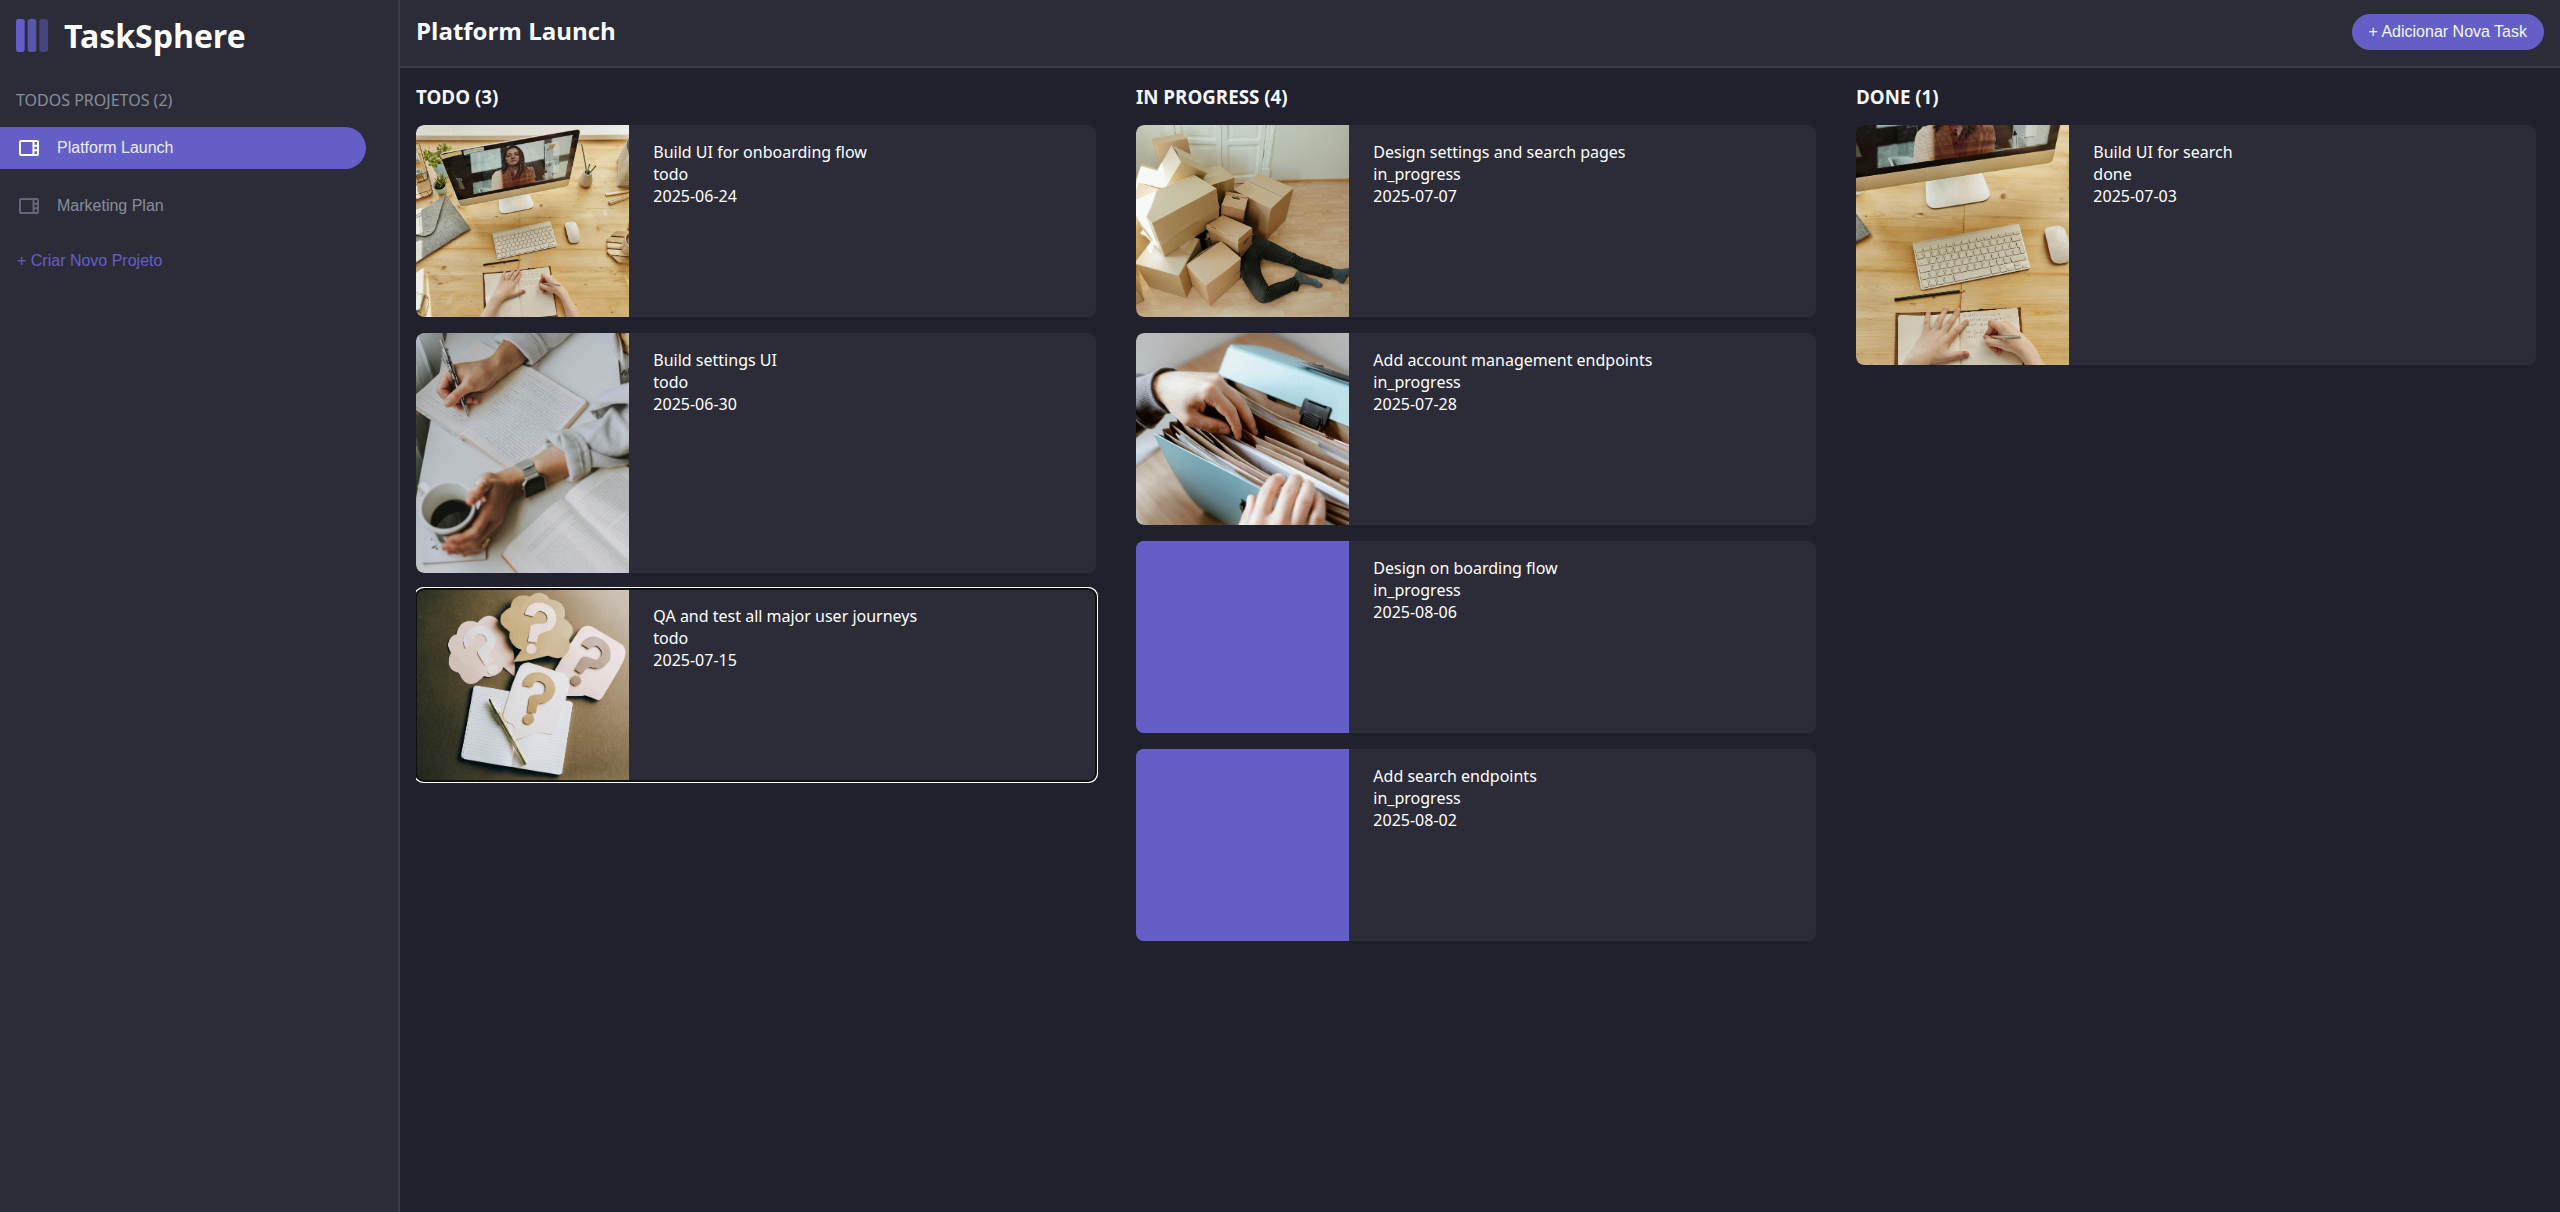 TaskSphere
TODOS PROJETOS (2)
Platform Launch
Marketing Plan
+ Criar Novo Projeto
Platform Launch
+ Adicionar Nova Task
TODO (3)
Build UI for onboarding flow
todo
2025-06-24
Build settings UI
todo
2025-06-30
QA and test all major user journeys
todo
2025-07-15
IN PROGRESS (4)
Design settings and search pages
in_progress
2025-07-07
Add account management endpoints
in_progress
2025-07-28
Design on boarding flow
in_progress
2025-08-06
Add search endpoints
in_progress
2025-08-02
DONE (1)
Build UI for search
done
2025-07-03